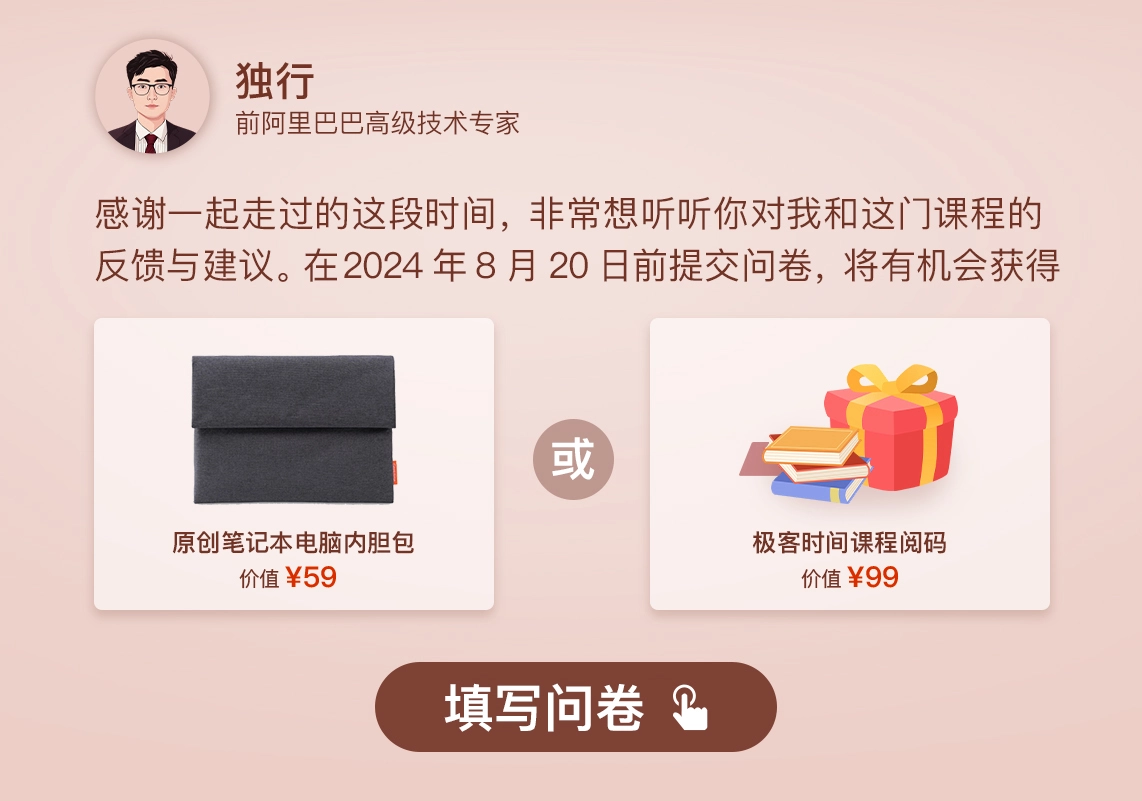 独行
前阿里巴巴高级技术专家
感谢一起走过的这段时间，非常想听听你对我和这门课程的
反馈与建议。在2024 年 8 月 20 日前提交问卷，将有机会获得
或
原创笔记本电脑内胆包
价值 ¥59
极客时间课程阅码
价值 ¥99
填写问卷